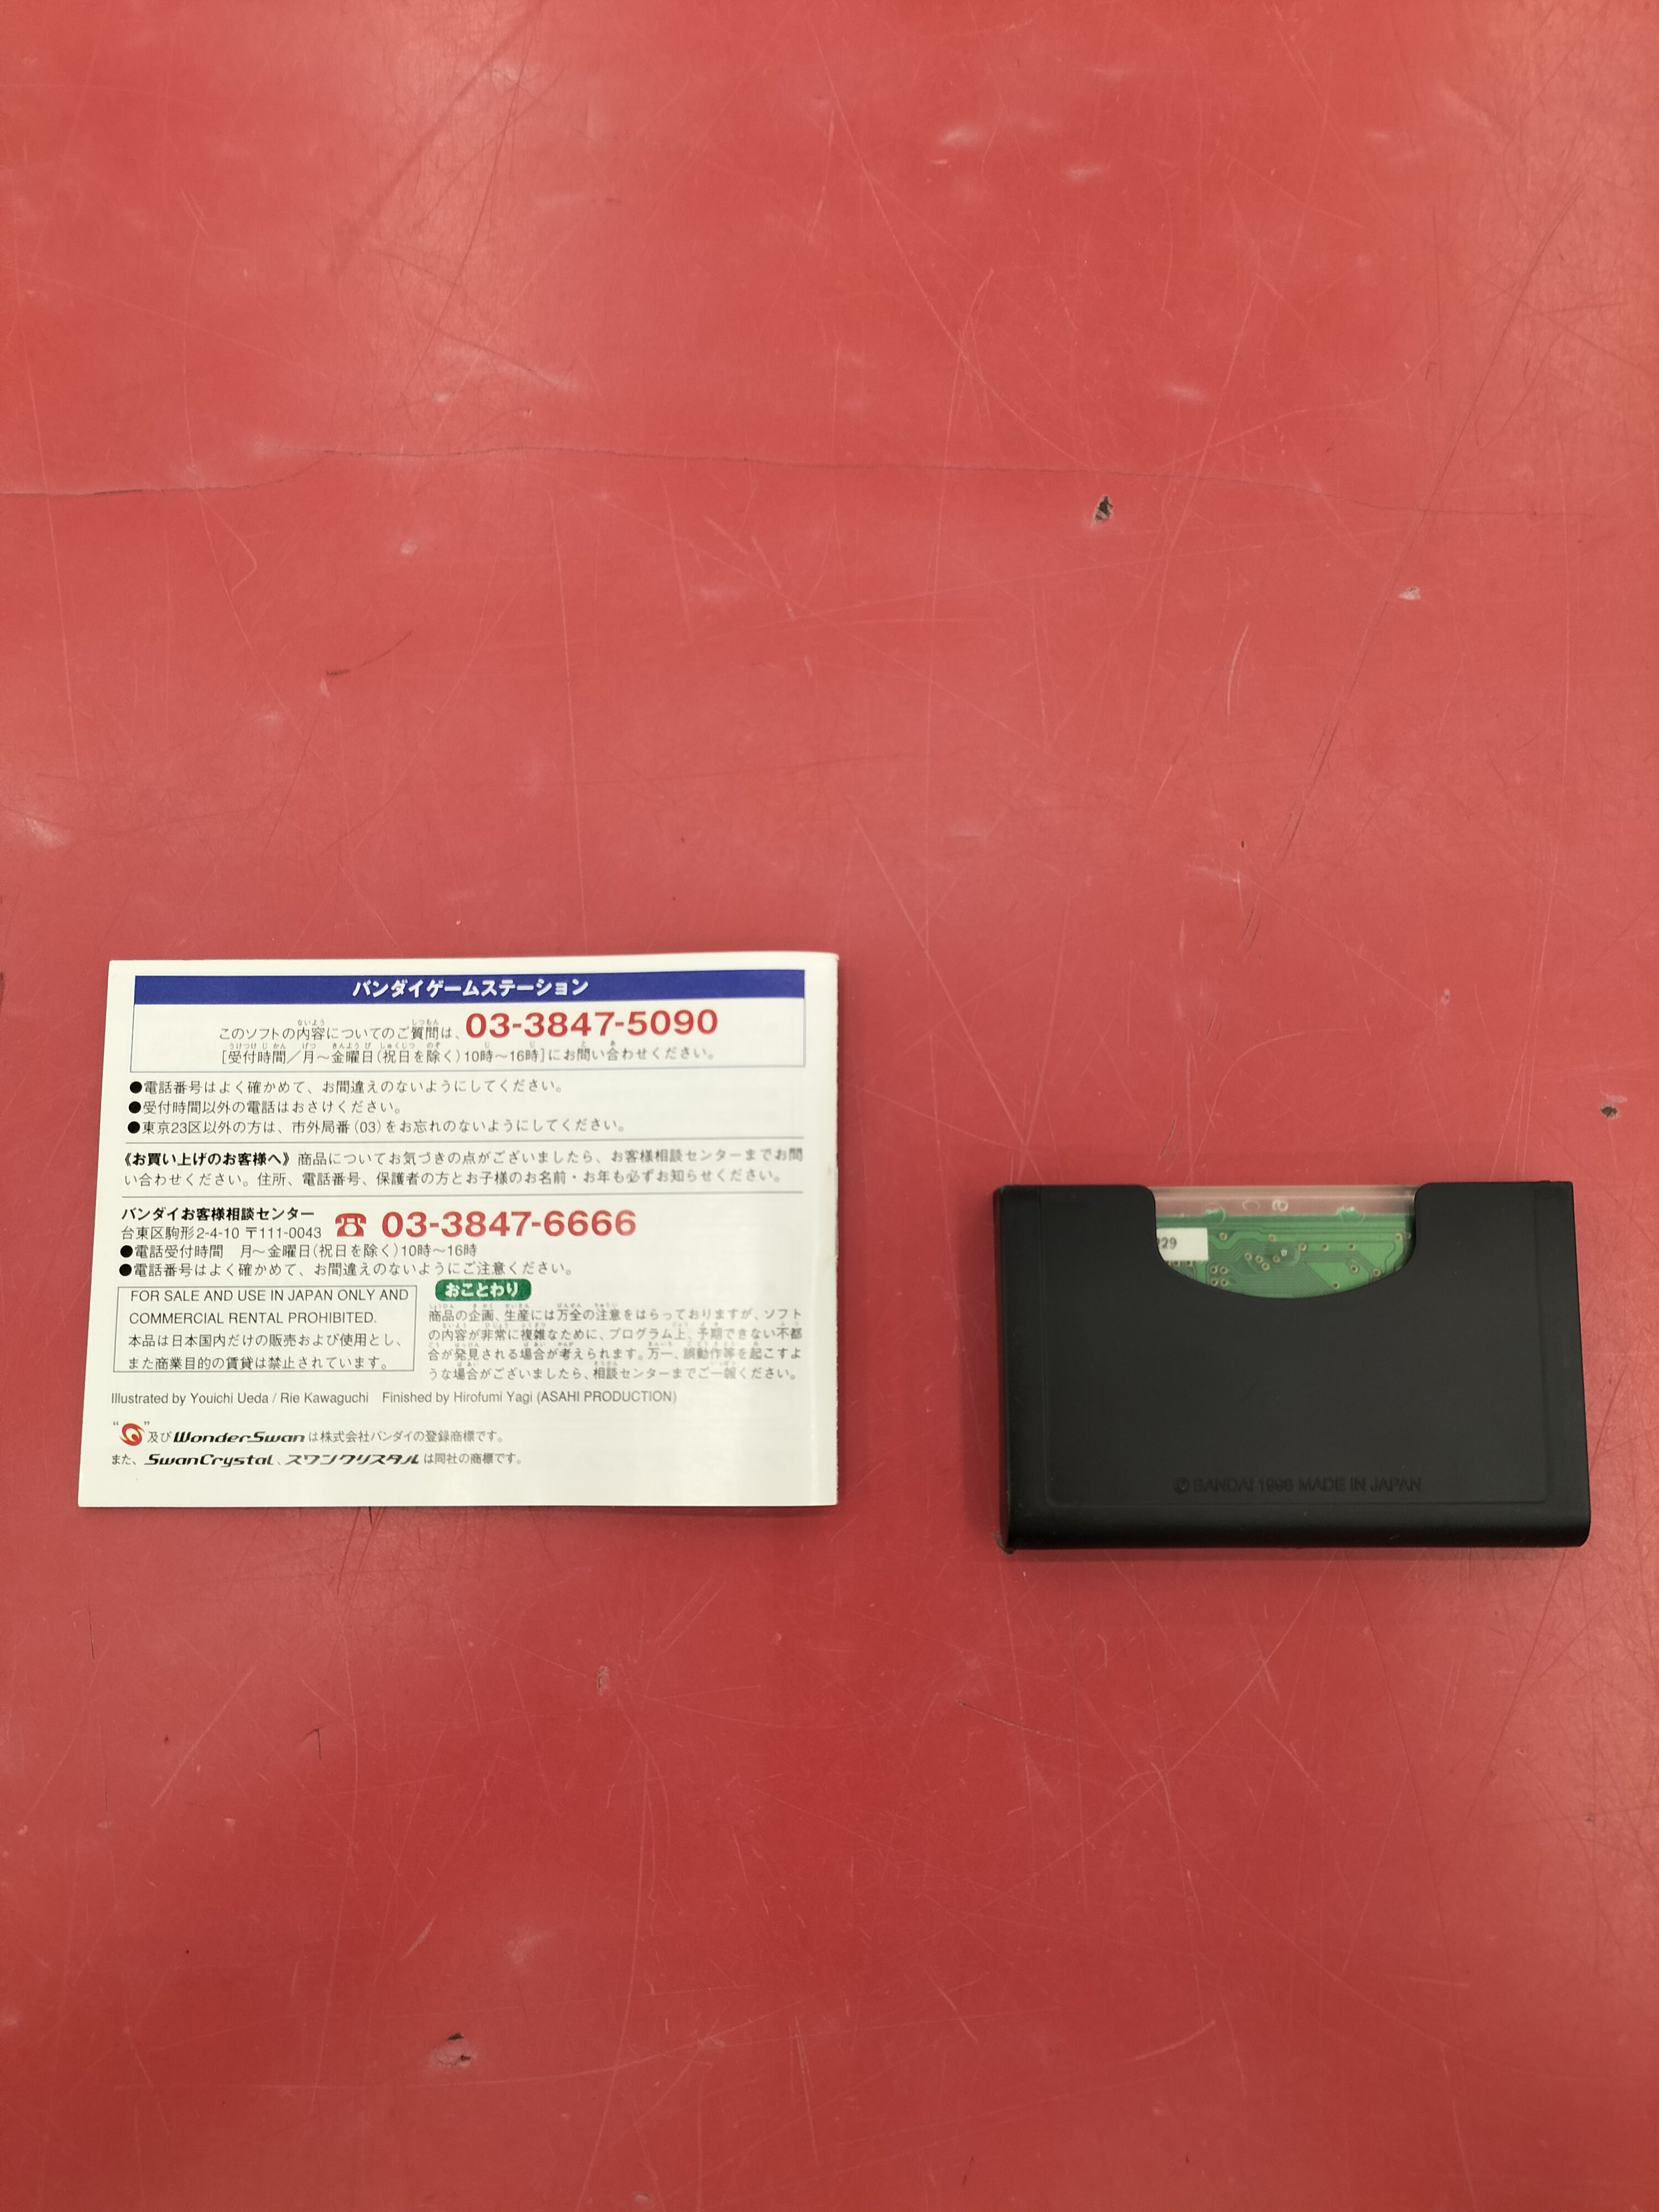 バンダイゲームステーション
このソフトの内容についてのご質問は、03-3847-5090
[受付時間／月〜金曜日(祝日を除く)10時〜16時]にお問い合わせください。
●電話番号はよく確かめて、お間違えのないようにしてください。
●受付時間以外の電話はおさけください。
●東京23区以外の方は、市外局番(03)をお忘れのないようにしてください。
《お買い上げのお客様へ》商品についてお気づきの点がございましたら、お客様相談センターまでお問
い合わせください。住所、電話番号、保護者の方とお子様のお名前・お年も必ずお知らせください。
バンダイお客様相談センター
台東区駒形2-4-10 〒111-0043 ☎ 03-3847-6666
●電話受付時間　月〜金曜日(祝日を除く)10時〜16時
●電話番号はよく確かめて、お間違えのないようにご注意ください。
FOR SALE AND USE IN JAPAN ONLY AND
COMMERCIAL RENTAL PROHIBITED.
本品は日本国内だけの販売および使用とし、
また商業目的の賃貸は禁止されています。
おことわり
商品の企画、生産には万全の注意をはらっておりますが、ソフト
の内容が非常に複雑なために、プログラム上、予期できない不都
合が発見される場合が考えられます。万一、誤動作等を起こすよ
うな場合がございましたら、相談センターまでご一報ください。
Illustrated by Youichi Ueda / Rie Kawaguchi　Finished by Hirofumi Yagi (ASAHI PRODUCTION)
“ ”及びWonderSwanは株式会社バンダイの登録商標です。
また、SwanCrystal、スワンクリスタルは同社の商標です。
29
© BANDAI 1998 MADE IN JAPAN